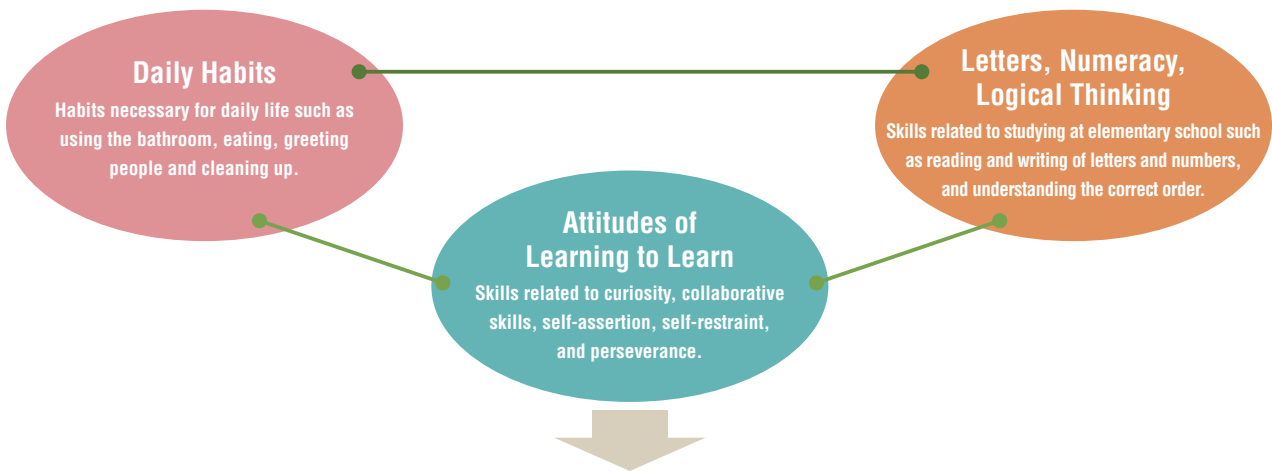 Daily Habits
Habits necessary for daily life such as
using the bathroom, eating, greeting
people and cleaning up.
Letters, Numeracy,
Logical Thinking
Skills related to studying at elementary school such
as reading and writing of letters and numbers,
and understanding the correct order.
Attitudes of
Learning to Learn
Skills related to curiosity, collaborative
skills, self-assertion, self-restraint,
and perseverance.